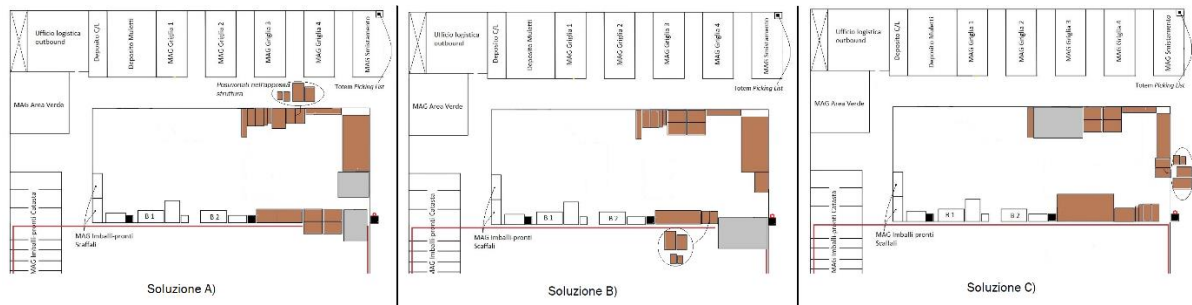 Ufficio logistica
outbound
Deposito C/L
Deposito Muletti
MAG Griglia 1
MAG Griglia 2
MAG Griglia 3
MAG Griglia 4
MAG Smistamento
Totem Picking List
struttura
MAG Area Verde
MAG Imballi pronti Catasta
B 1
B 2
MAG Imballi-pronti
Scaffali
Soluzione A)
Ufficio logistica
outbound
Deposito C/L
Deposito Muletti
MAG Griglia 1
MAG Griglia 2
MAG Griglia 3
MAG Griglia 4
MAG Smistamento
Totem Picking List
MAG Area Verde
MAG Imballi-pronti Catasta
B 1
B 2
MAG Imballi-pronti
Scaffali
Soluzione B)
Ufficio logistica
outbound
Deposito C/L
Deposito Muletti
MAG Griglia 1
MAG Griglia 2
MAG Griglia 3
MAG Griglia 4
MAG Smistamento
Totem Picking List
MAG Area Verde
MAG Imballi-pronti Catasta
B 1
B 2
MAG Imballi-pronti
Scaffali
Soluzione C)